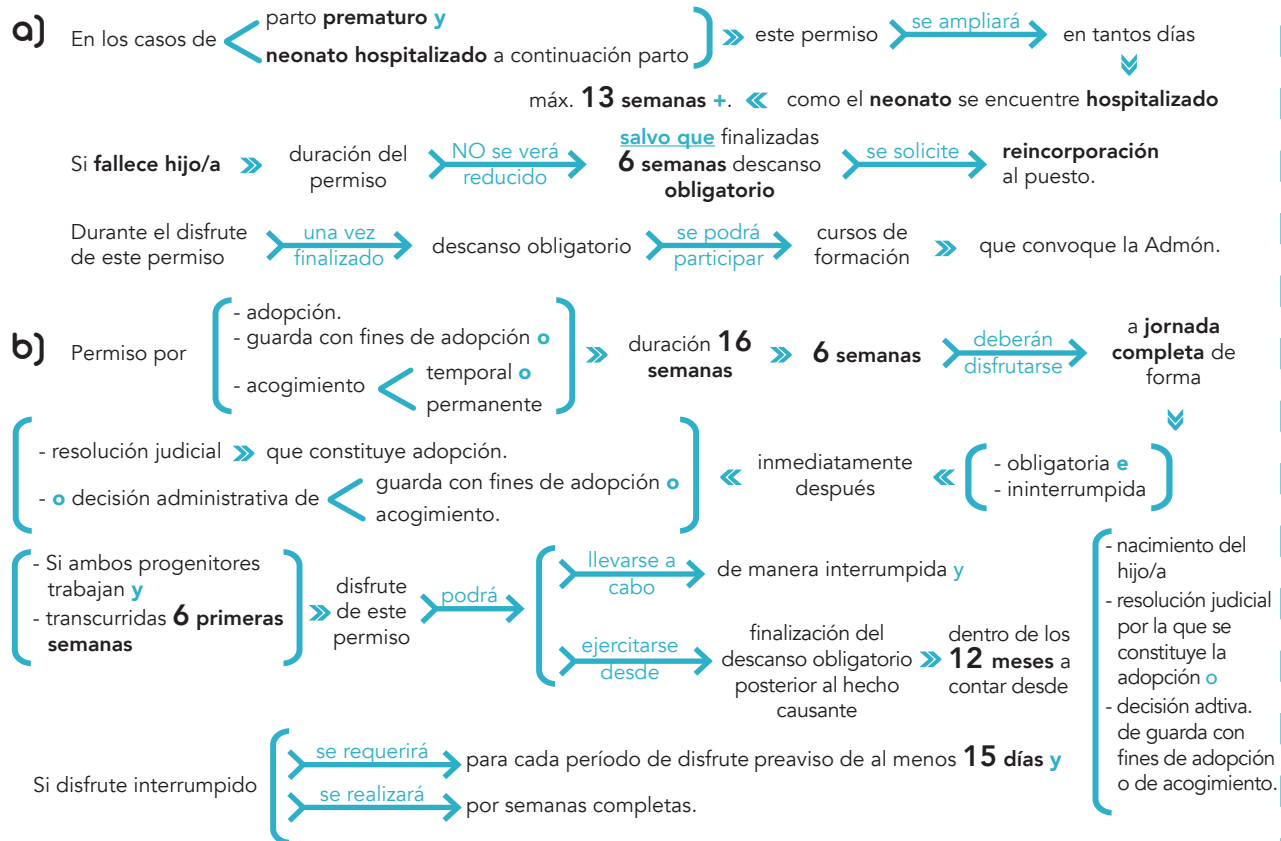 a) En los casos de
parto prematuro y
neonato hospitalizado a continuación parto
este permiso
se ampliará
en tantos días
como el neonato se encuentre hospitalizado
máx. 13 semanas +.
Si fallece hijo/a
duración del
permiso
NO se verá
reducido
salvo que finalizadas
6 semanas descanso
obligatorio
se solicite
reincorporación
al puesto.
Durante el disfrute
de este permiso
una vez
finalizado
descanso obligatorio
se podrá
participar
cursos de
formación
que convoque la Admón.
b) Permiso por
- adopción.
- guarda con fines de adopción o
- acogimiento
temporal o
permanente
duración 16
semanas
6 semanas
deberán
disfrutarse
a jornada
completa de
forma
- obligatoria e
- ininterrumpida
inmediatamente
después
- resolución judicial
que constituye adopción.
- o decisión administrativa de
guarda con fines de adopción o
acogimiento.
- Si ambos progenitores
trabajan y
- transcurridas 6 primeras
semanas
disfrute
de este
permiso
podrá
llevarse a
cabo
de manera interrumpida y
ejercitarse
desde
finalización del
descanso obligatorio
posterior al hecho
causante
dentro de los
12 meses a
contar desde
- nacimiento del
hijo/a
- resolución judicial
por la que se
constituye la
adopción o
- decisión adtiva.
de guarda con
fines de adopción
o de acogimiento.
Si disfrute interrumpido
se requerirá
para cada período de disfrute preaviso de al menos 15 días y
se realizará
por semanas completas.